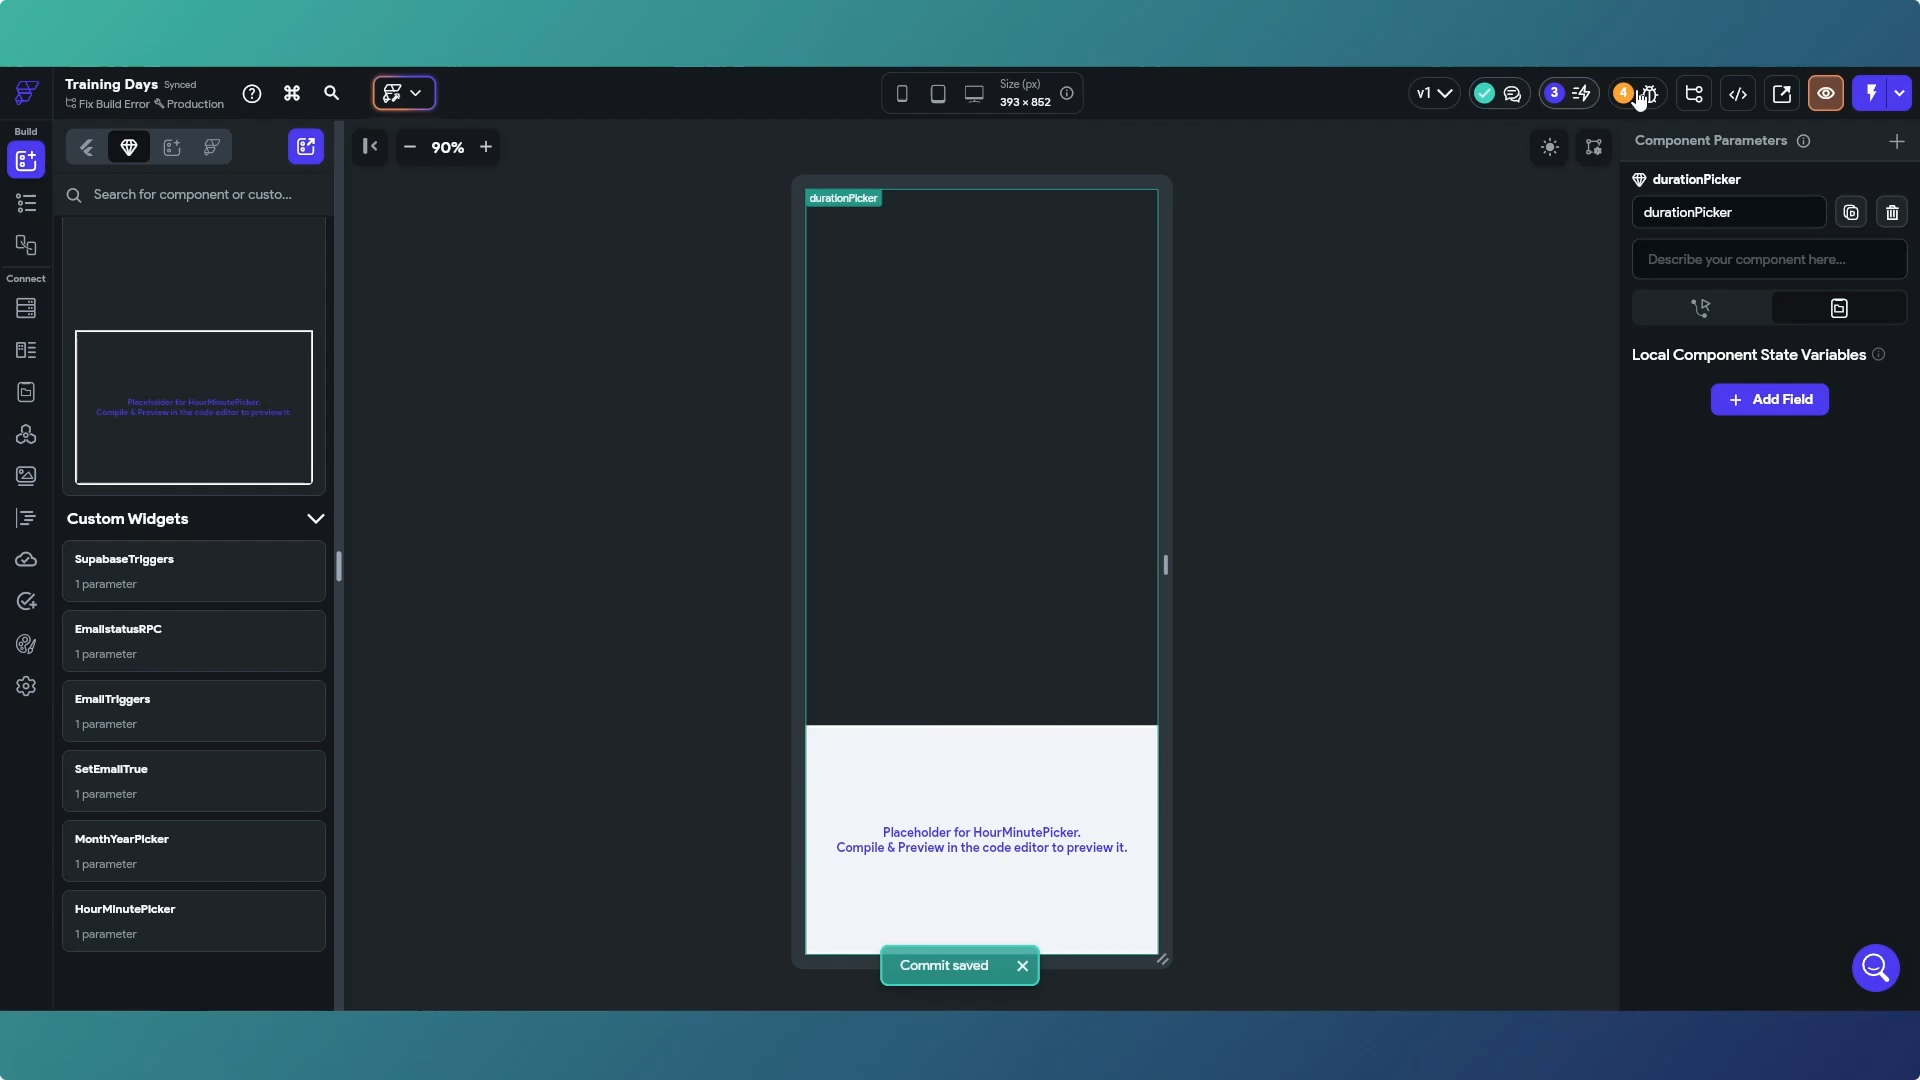 Training Days Synced
Fix Build Error Production
Size (px)
393 × 852
v1
3
4
Build
90%
Component Parameters
Search for component or custo...
durationPicker
durationPicker
durationPicker
Describe your component here...
Connect
Local Component State Variables
Add Field
Placeholder for HourMinutePicker.
Compile & Preview in the code editor to preview it.
Custom Widgets
SupabaseTriggers
1 parameter
EmailstatusRPC
1 parameter
EmailTriggers
1 parameter
SetEmailTrue
1 parameter
MonthYearPicker
1 parameter
HourMinutePicker
1 parameter
Placeholder for HourMinutePicker.
Compile & Preview in the code editor to preview it.
Commit saved